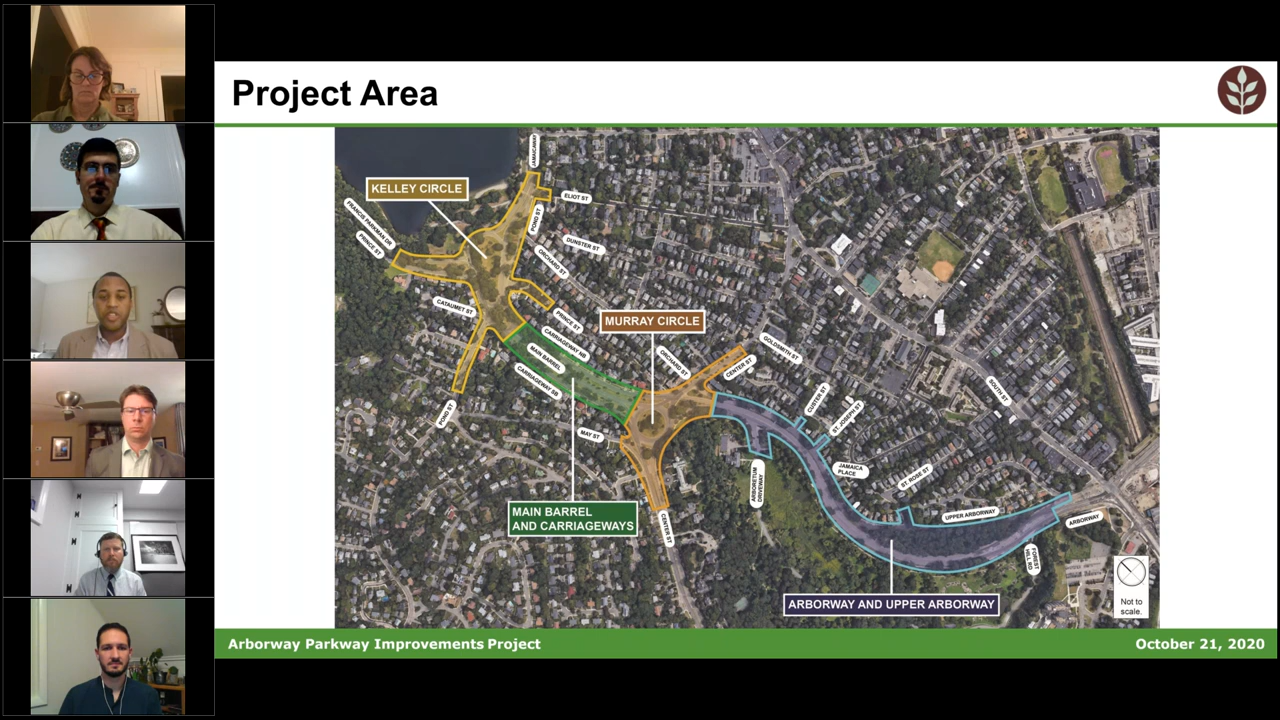 Project Area
JAMAICAWAY
KELLEY CIRCLE
ELIOT ST
FRANCIS PARKMAN DR
PRINCE ST
POND ST
DUNSTER ST
ORCHARD ST
CATAUMET ST
PRINCE ST
MURRAY CIRCLE
CARRIAGEWAY NB
MAIN BARREL
CARRIAGEWAY SB
ORCHARD ST
GOLDSMITH ST
CENTER ST
POND ST
MAY ST
CUSTER ST
ST. JOSEPH ST
SOUTH ST
JAMAICA
PLACE
ARBORETUM
DRIVEWAY
ST. ROSE ST
MAIN BARREL
AND CARRIAGEWAYS
CENTER ST
UPPER ARBORWAY
ARBORWAY
FOREST
HILL RD
ARBORWAY AND UPPER ARBORWAY
Not to
scale.
Arborway Parkway Improvements Project
October 21, 2020